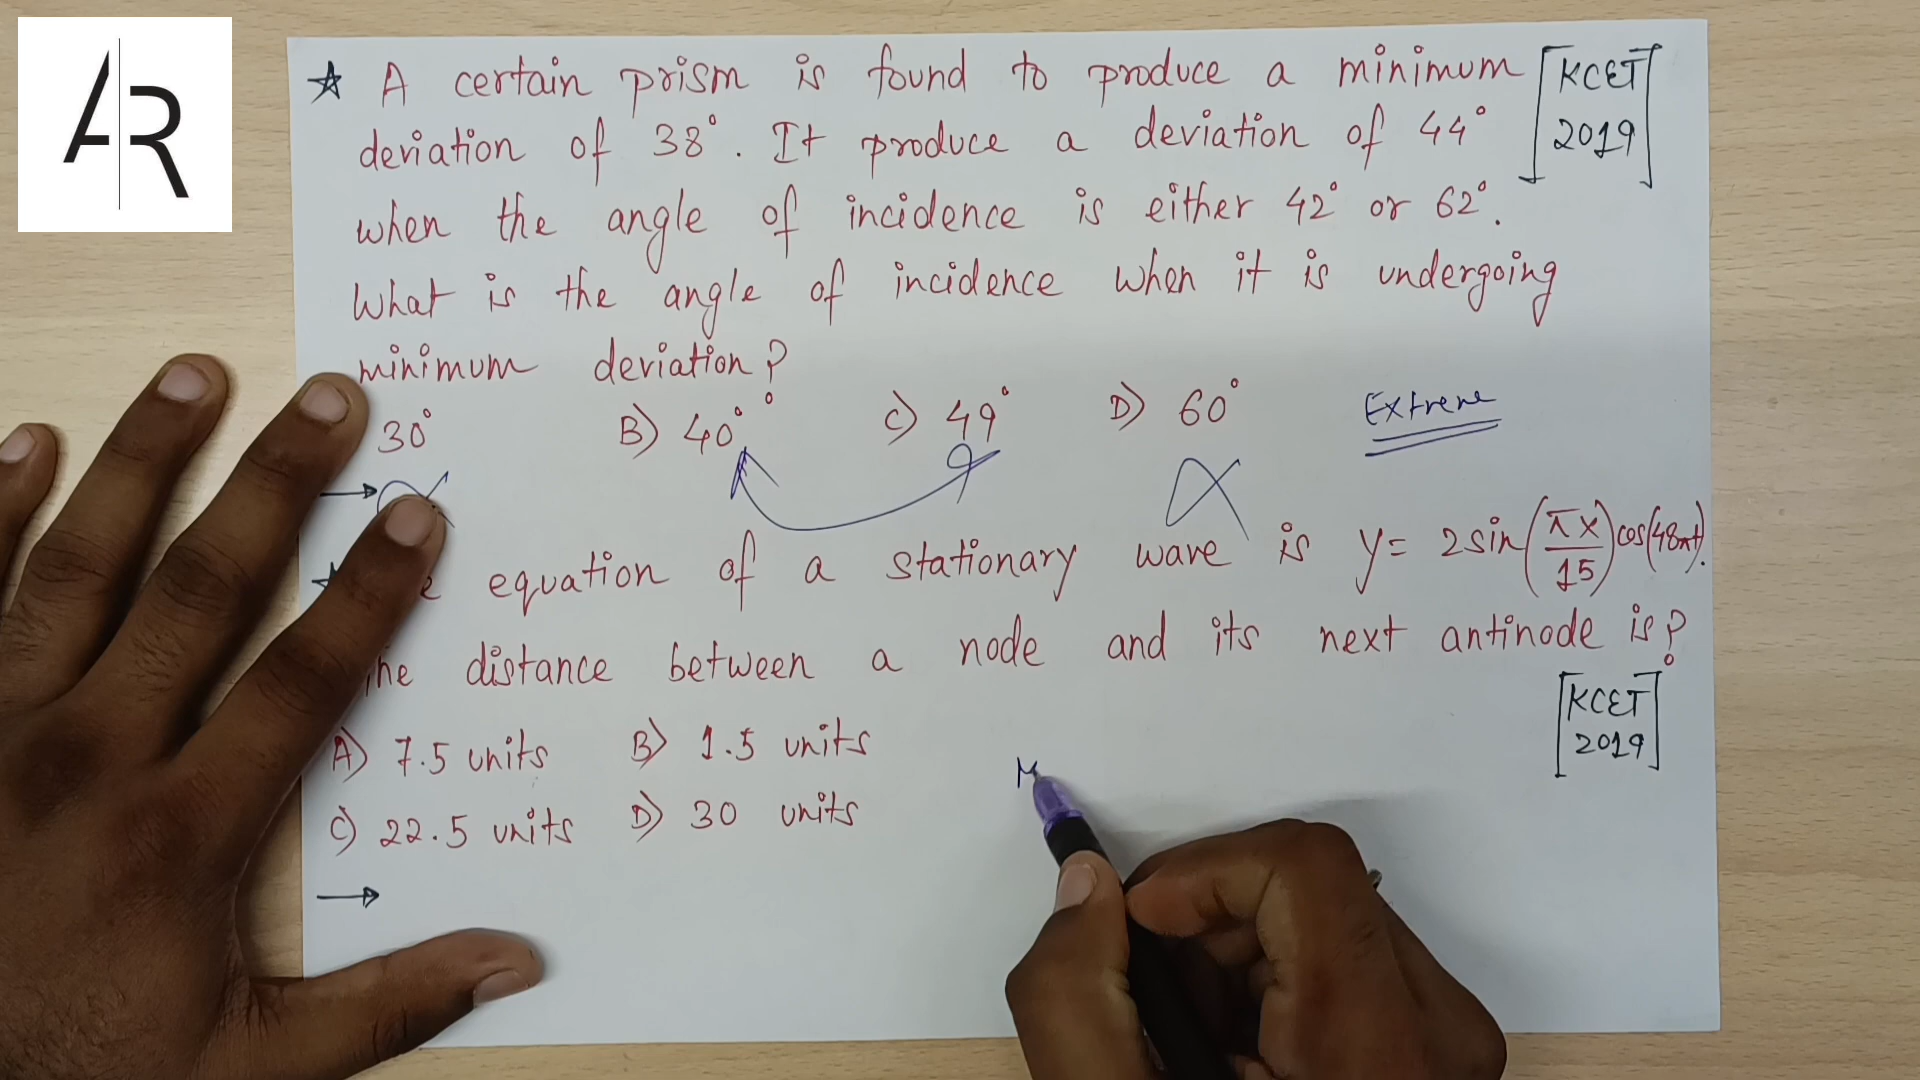 AR
☆ A certain prism is found to produce a minimum [KCET
deviation of 38°. It produce a deviation of 44° 2019]
when the angle of incidence is either 42° or 62°.
What is the angle of incidence when it is undergoing
minimum deviation?
30° B) 40° C) 49° D) 60° Extreme
equation of a stationary wave is y= 2sin(πx/15)cos(48πt).
he distance between a node and its next antinode is?
[KCET
2019]
A) 7.5 units B) 1.5 units
C) 22.5 units D) 30 units